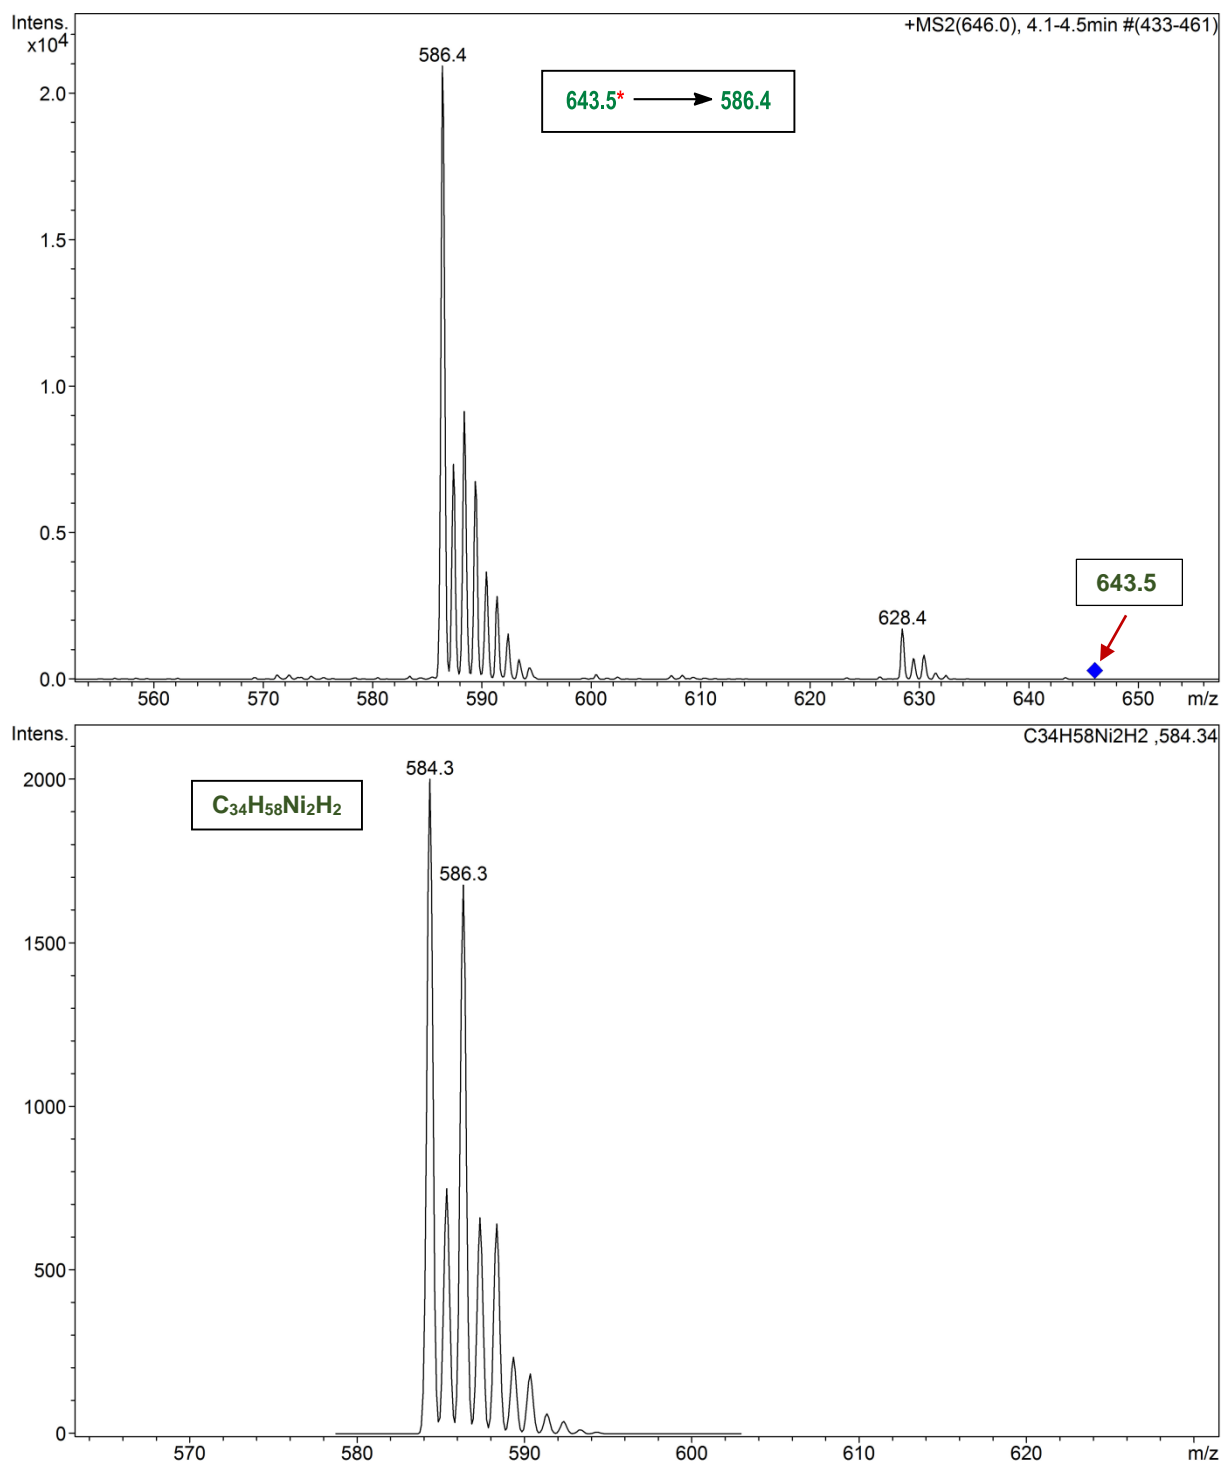 Intens.
x10⁴
+MS2(646.0), 4.1-4.5min #(433-461)
586.4
643.5* → 586.4
2.0
1.5
1.0
0.5
0.0
643.5
628.4
560 570 580 590 600 610 620 630 640 650 m/z
Intens.
C34H58Ni2H2 ,584.34
584.3
2000
C₃₄H₅₈Ni₂H₂
586.3
1500
1000
500
0
570 580 590 600 610 620 m/z